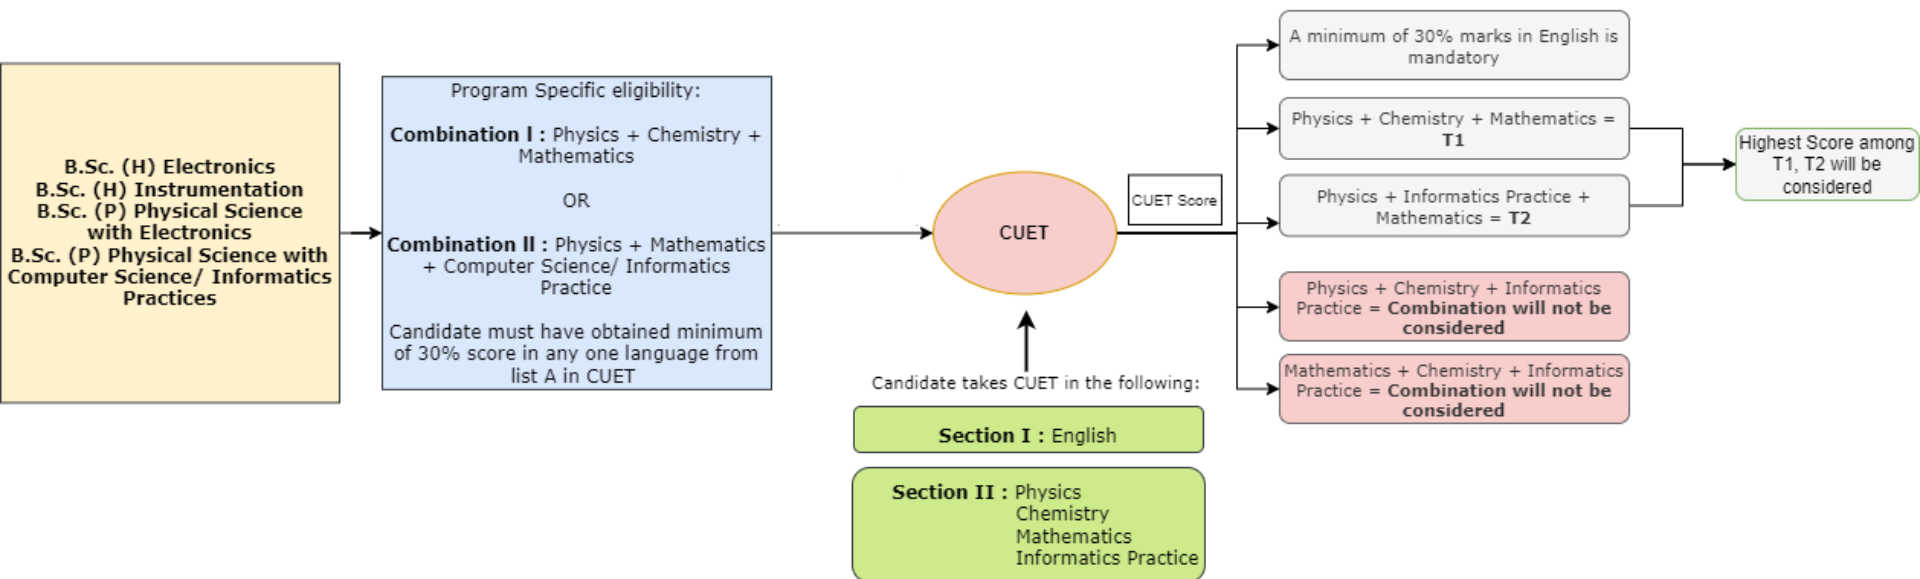 B.Sc. (H) Electronics
B.Sc. (H) Instrumentation
B.Sc. (P) Physical Science
with Electronics
B.Sc. (P) Physical Science with
Computer Science/ Informatics
Practices
Program Specific eligibility:
Combination I : Physics + Chemistry +
Mathematics
OR
Combination II : Physics + Mathematics
+ Computer Science/ Informatics
Practice
Candidate must have obtained minimum
of 30% score in any one language from
list A in CUET
CUET
Candidate takes CUET in the following:
Section I : English
Section II : Physics
Chemistry
Mathematics
Informatics Practice
CUET Score
A minimum of 30% marks in English is
mandatory
Physics + Chemistry + Mathematics =
T1
Physics + Informatics Practice +
Mathematics = T2
Physics + Chemistry + Informatics
Practice = Combination will not be
considered
Mathematics + Chemistry + Informatics
Practice = Combination will not be
considered
Highest Score among
T1, T2 will be
considered